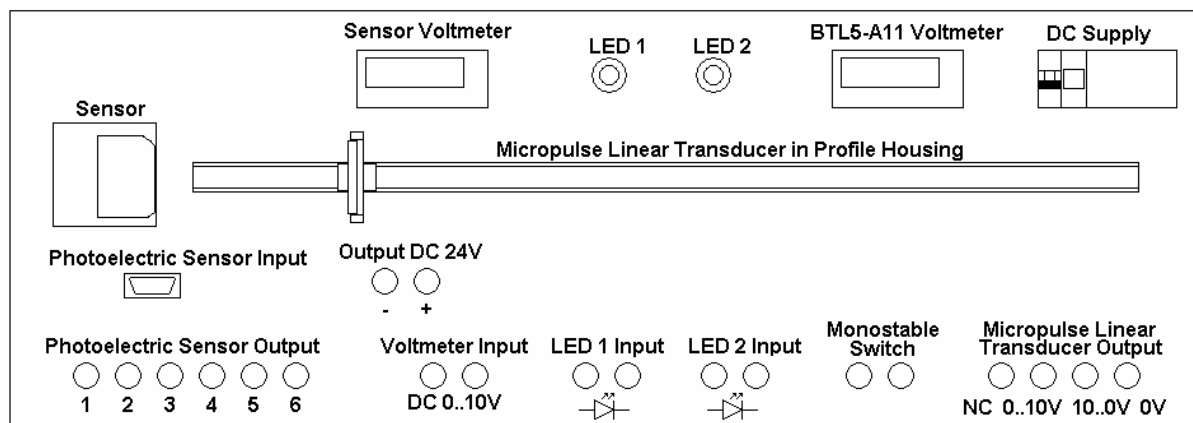 Sensor Voltmeter
LED 1
LED 2
BTL5-A11 Voltmeter
DC Supply
Sensor
Micropulse Linear Transducer in Profile Housing
Photoelectric Sensor Input
Output DC 24V
- +
Photoelectric Sensor Output
1 2 3 4 5 6
Voltmeter Input
DC 0..10V
LED 1 Input
LED 2 Input
Monostable
Switch
Micropulse Linear
Transducer Output
NC 0..10V 10..0V 0V